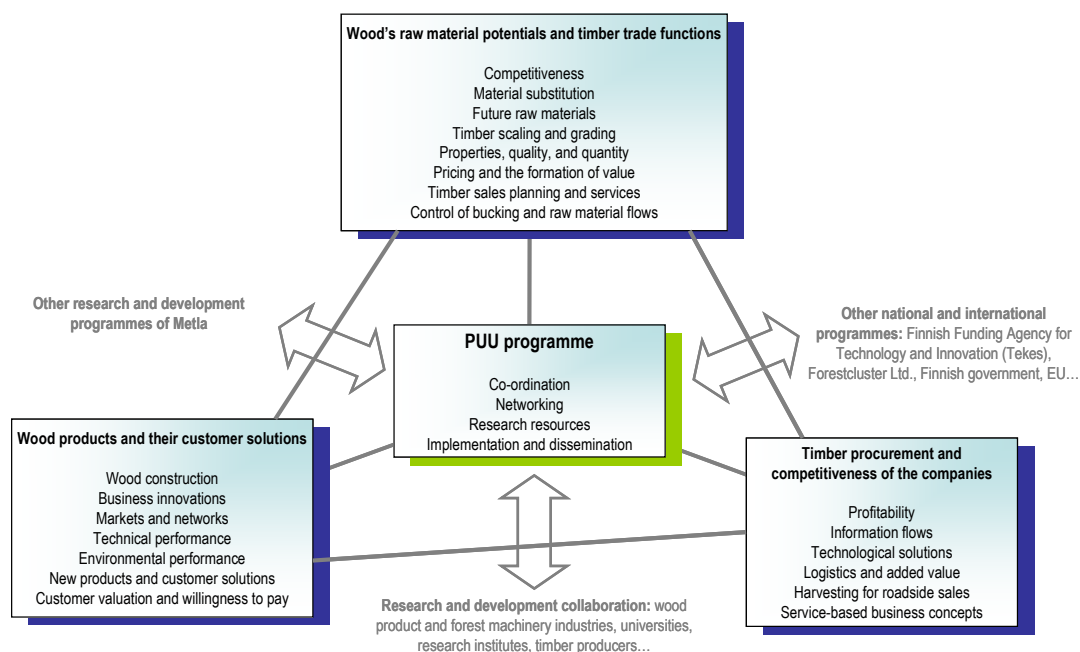 Wood's raw material potentials and timber trade functions
Competitiveness
Material substitution
Future raw materials
Timber scaling and grading
Properties, quality, and quantity
Pricing and the formation of value
Timber sales planning and services
Control of bucking and raw material flows
Other research and development
programmes of Metla
PUU programme
Co-ordination
Networking
Research resources
Implementation and dissemination
Other national and international
programmes: Finnish Funding Agency for
Technology and Innovation (Tekes),
Forestcluster Ltd., Finnish government, EU…
Wood products and their customer solutions
Wood construction
Business innovations
Markets and networks
Technical performance
Environmental performance
New products and customer solutions
Customer valuation and willingness to pay
Timber procurement and
competitiveness of the companies
Profitability
Information flows
Technological solutions
Logistics and added value
Harvesting for roadside sales
Service-based business concepts
Research and development collaboration: wood
product and forest machinery industries, universities,
research institutes, timber producers…